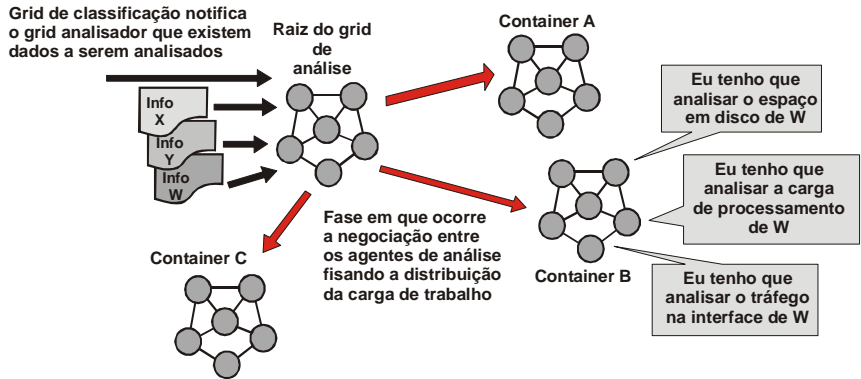 Grid de classificação notifica
o grid analisador que existem
dados a serem analisados
Raiz do grid
de
análise
Container A
Info
X
Info
Y
Info
W
Eu tenho que
analisar o espaço
em disco de W
Eu tenho que
analisar a carga
de processamento
de W
Fase em que ocorre
a negociação entre
os agentes de análise
fisando a distribuição
da carga de trabalho
Container B
Container C
Eu tenho que
analisar o tráfego
na interface de W